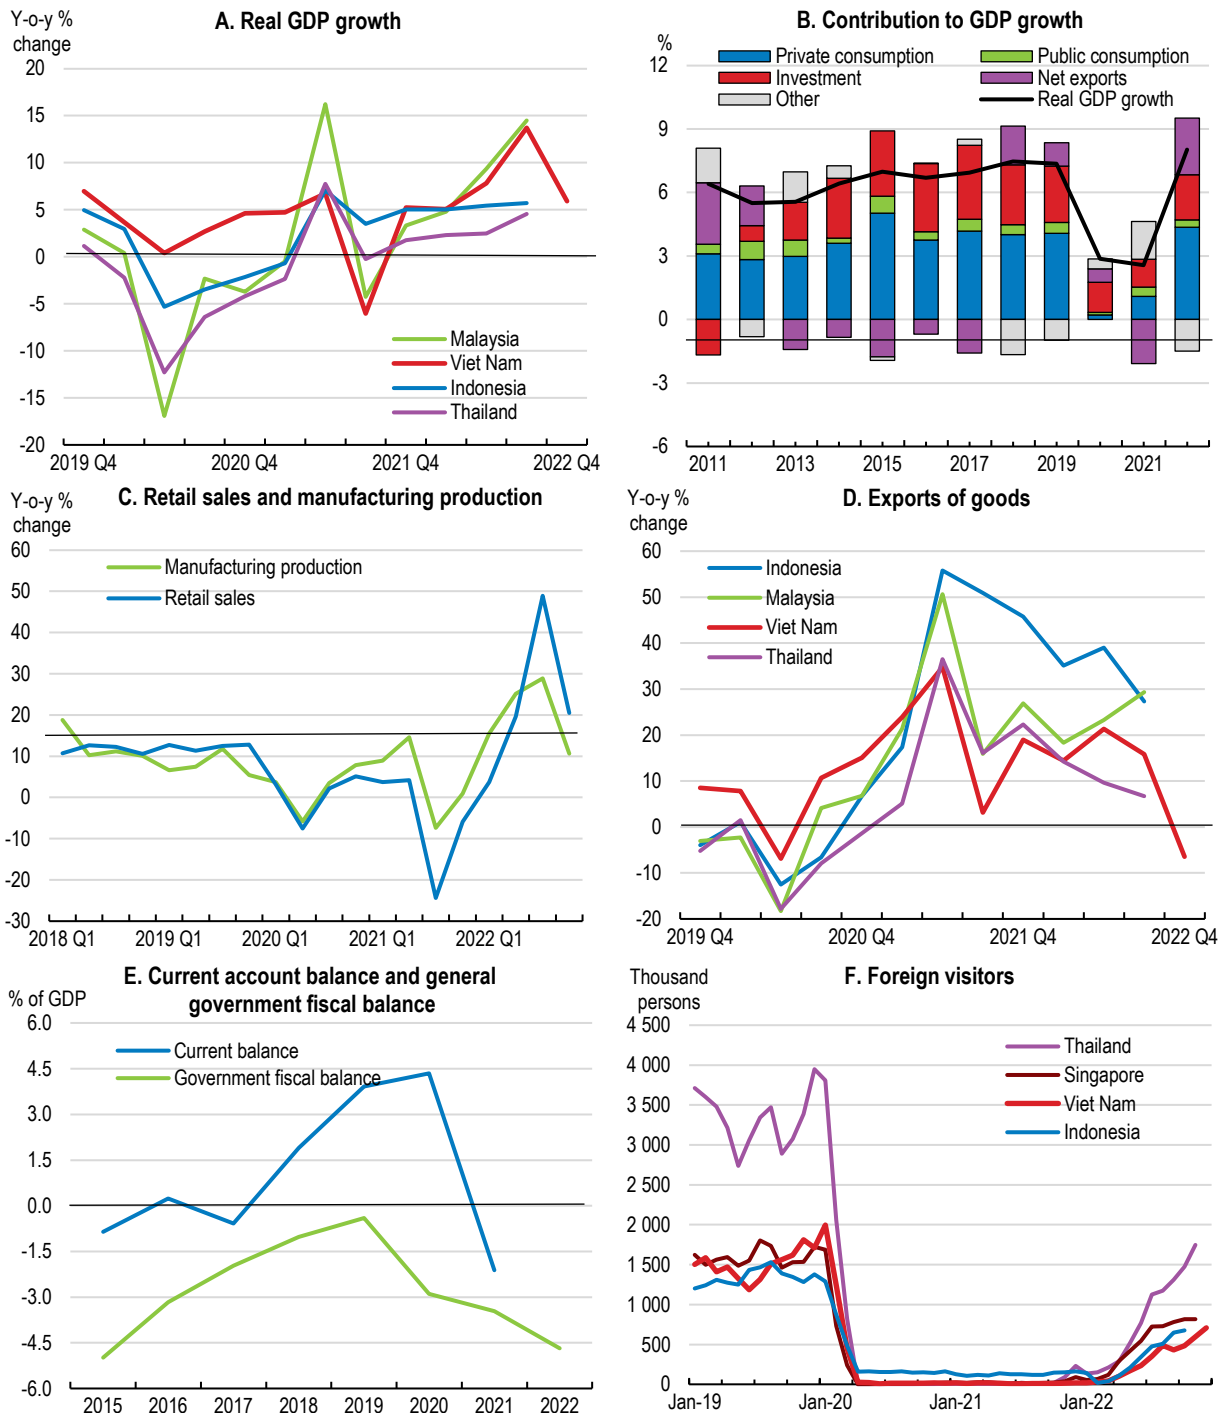 A. Real GDP growth
Y-o-y %
change
20
15
10
5
0
-5
-10
-15
-20
Malaysia
Viet Nam
Indonesia
Thailand
2019 Q4
2020 Q4
2021 Q4
2022 Q4
B. Contribution to GDP growth
%
Private consumption
Public consumption
Investment
Net exports
Other
Real GDP growth
12
9
6
3
0
-3
-6
2011
2013
2015
2017
2019
2021
C. Retail sales and manufacturing production
Y-o-y %
change
60
50
40
30
20
10
0
-10
-20
-30
Manufacturing production
Retail sales
2018 Q1
2019 Q1
2020 Q1
2021 Q1
2022 Q1
D. Exports of goods
Y-o-y %
change
60
50
40
30
20
10
0
-10
-20
Indonesia
Malaysia
Viet Nam
Thailand
2019 Q4
2020 Q4
2021 Q4
2022 Q4
E. Current account balance and general
government fiscal balance
% of GDP
6.0
4.5
3.0
1.5
0.0
-1.5
-3.0
-4.5
-6.0
Current balance
Government fiscal balance
2015
2016
2017
2018
2019
2020
2021
2022
F. Foreign visitors
Thousand
persons
4 500
4 000
3 500
3 000
2 500
2 000
1 500
1 000
500
0
Thailand
Singapore
Viet Nam
Indonesia
Jan-19
Jan-20
Jan-21
Jan-22